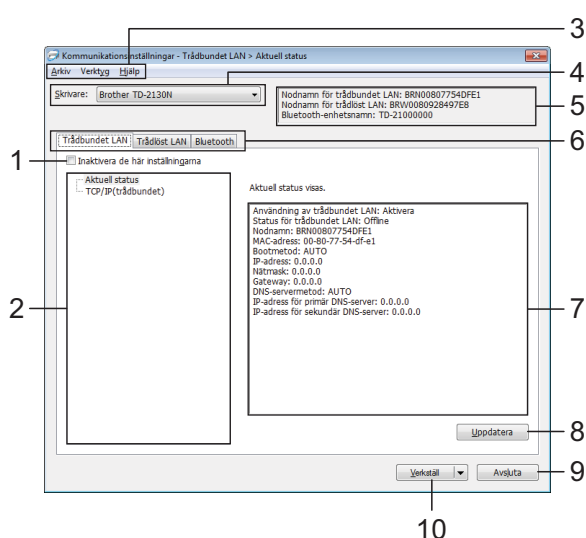 3
Kommunikationsinställningar - Trådbundet LAN > Aktuell status
Arkiv Verktyg Hjälp
4
Skrivare: Brother TD-2130N
Nodnamn för trådbundet LAN: BRN00807754DFE1
Nodnamn för trådlöst LAN: BRW0080928497E8
Bluetooth-enhetsnamn: TD-21000000
5
Trådbundet LAN Trådlöst LAN Bluetooth
6
1
Inaktivera de här inställningarna
Aktuell status
TCP/IP(trådbundet)
2
Aktuell status visas.
Användning av trådbundet LAN: Aktivera
Status för trådbundet LAN: Offline
Nodnamn: BRN00807754DFE1
MAC-adress: 00-80-77-54-df-e1
Bootmetod: AUTO
IP-adress: 0.0.0.0
Nätmask: 0.0.0.0
Gateway: 0.0.0.0
DNS-servermetod: AUTO
IP-adress för primär DNS-server: 0.0.0.0
IP-adress för sekundär DNS-server: 0.0.0.0
7
Uppdatera
8
Verkställ
Avsluta
9
10